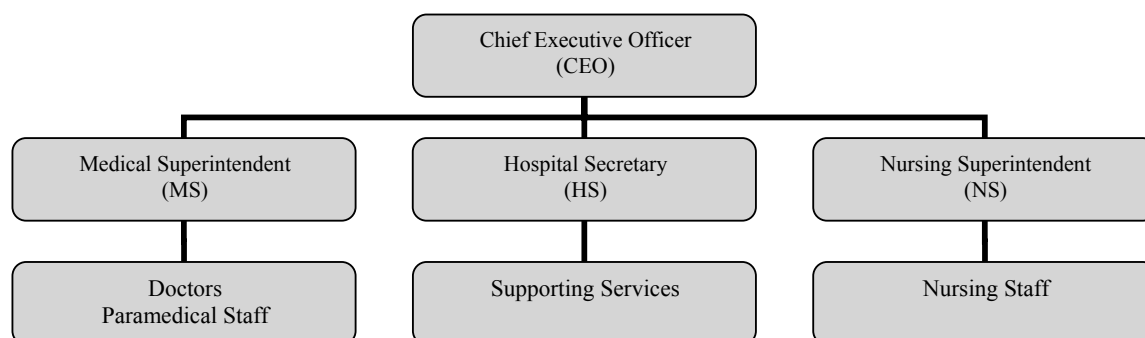 Chief Executive Officer
(CEO)
Medical Superintendent
(MS)
Hospital Secretary
(HS)
Nursing Superintendent
(NS)
Doctors
Paramedical Staff
Supporting Services
Nursing Staff